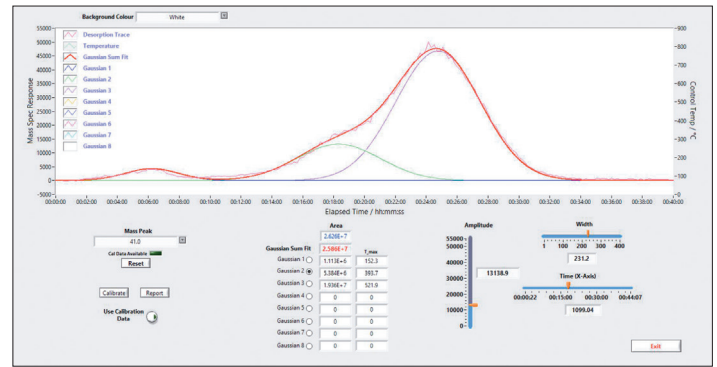 Background Colour White
55000
50000
45000
40000
35000
30000
25000
20000
15000
10000
5000
0
-5000
Mass Spec Response
Desorption Trace
Temperature
Gaussian Sum Fit
Gaussian 1
Gaussian 2
Gaussian 3
Gaussian 4
Gaussian 5
Gaussian 6
Gaussian 7
Gaussian 8
900
800
700
600
500
400
300
200
100
0
Control Temp / °C
00:00:00 00:02:00 00:04:00 00:06:00 00:08:00 00:10:00 00:12:00 00:14:00 00:16:00 00:18:00 00:20:00 00:22:00 00:24:00 00:26:00 00:28:00 00:30:00 00:32:00 00:34:00 00:36:00 00:38:00 00:40:00
Elapsed Time / hh:mm:ss
Mass Peak
41.0
Cal Data Available
Reset
Calibrate Report
Use Calibration
Data
Area
2.628E+7
Gaussian Sum Fit 2.586E+7 T_max
Gaussian 1 1.113E+6 152.3
Gaussian 2 5.384E+6 393.7
Gaussian 3 1.936E+7 521.9
Gaussian 4 0 0
Gaussian 5 0 0
Gaussian 6 0 0
Gaussian 7 0 0
Gaussian 8 0 0
Amplitude
55000
50000
40000
30000
20000
10000
0
13138.9
Width
1 100 200 300 400
231.2
Time (X-Axis)
00:00:22 00:15:00 00:30:00 00:44:07
1099.04
Exit